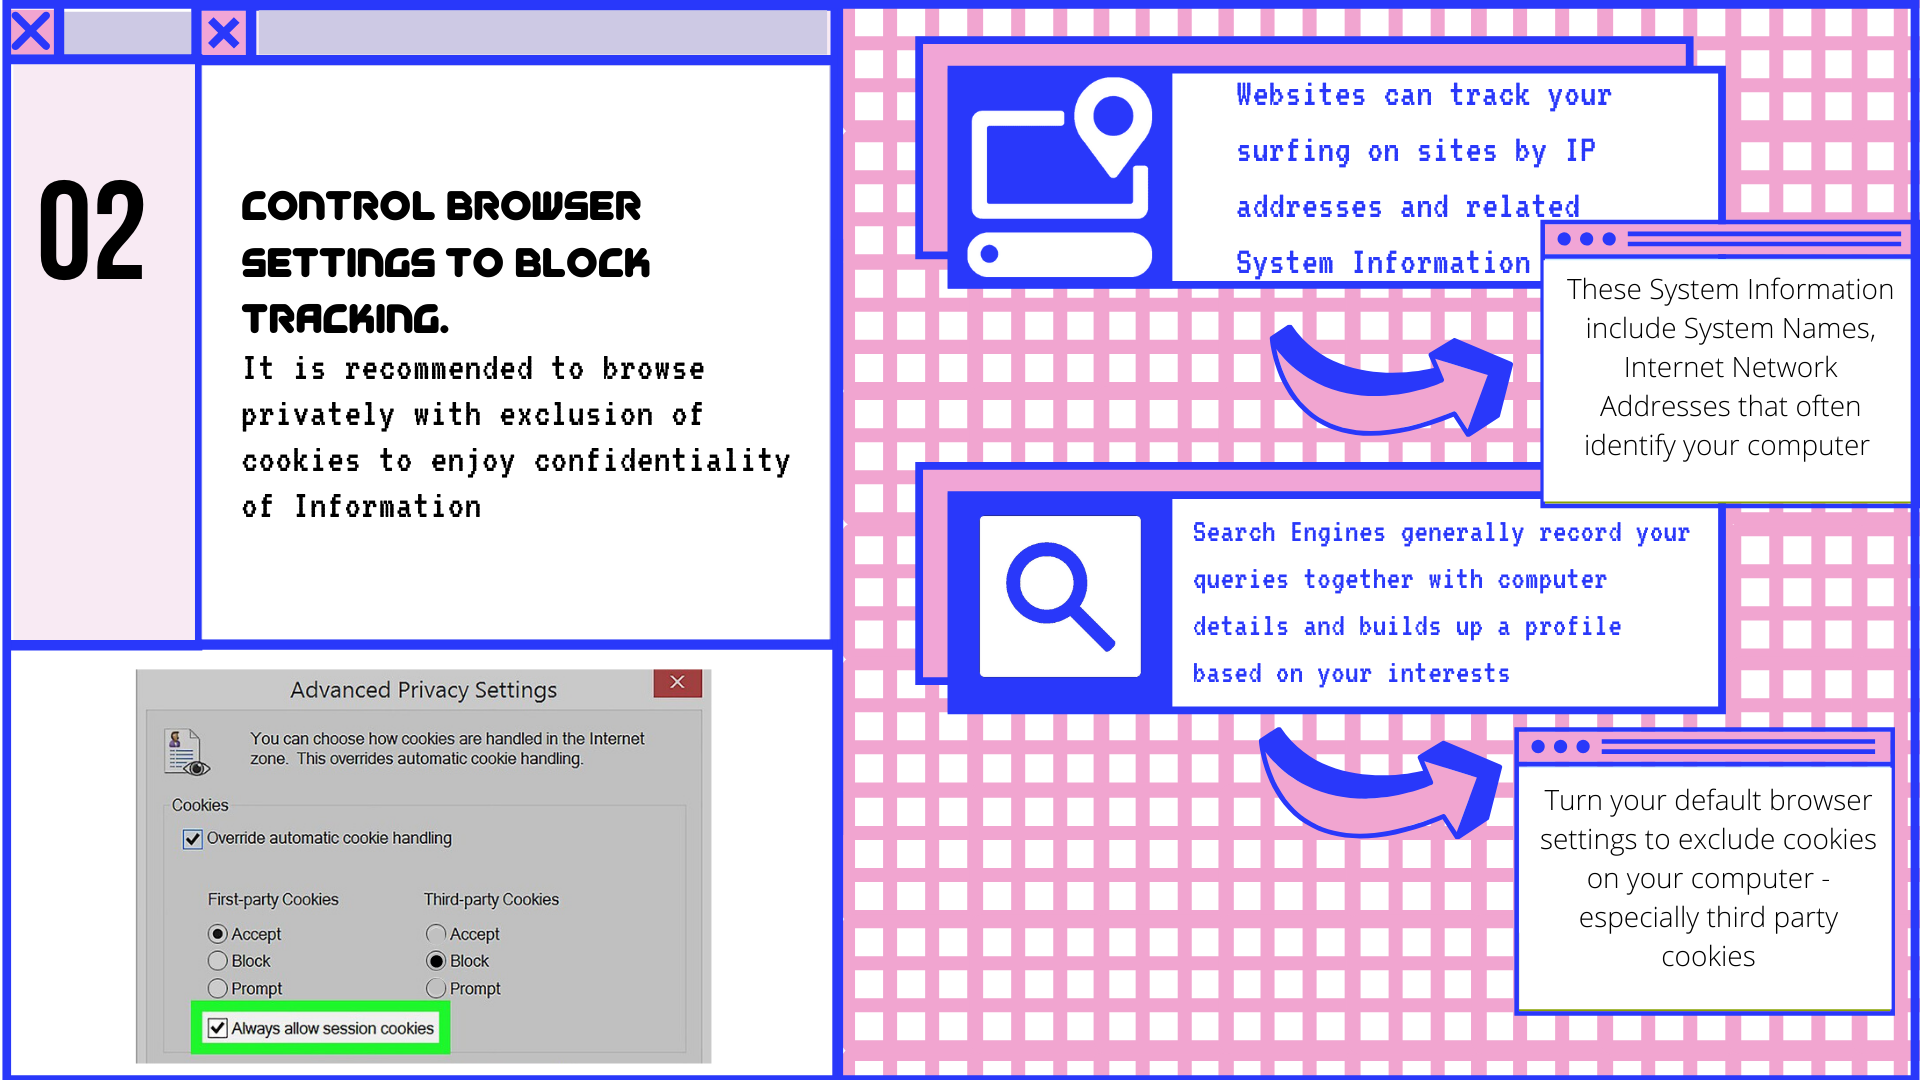 02
CONTROL BROWSER
SETTINGS TO BLOCK
TRACKING.
It is recommended to browse
privately with exclusion of
cookies to enjoy confidentiality
of Information
Advanced Privacy Settings
You can choose how cookies are handled in the Internet
zone. This overrides automatic cookie handling.
Cookies
Override automatic cookie handling
First-party Cookies
Accept
Block
Prompt
Third-party Cookies
Accept
Block
Prompt
Always allow session cookies
Websites can track your
surfing on sites by IP
addresses and related
System Information
These System Information
include System Names,
Internet Network
Addresses that often
identify your computer
Search Engines generally record your
queries together with computer
details and builds up a profile
based on your interests
Turn your default browser
settings to exclude cookies
on your computer -
especially third party
cookies